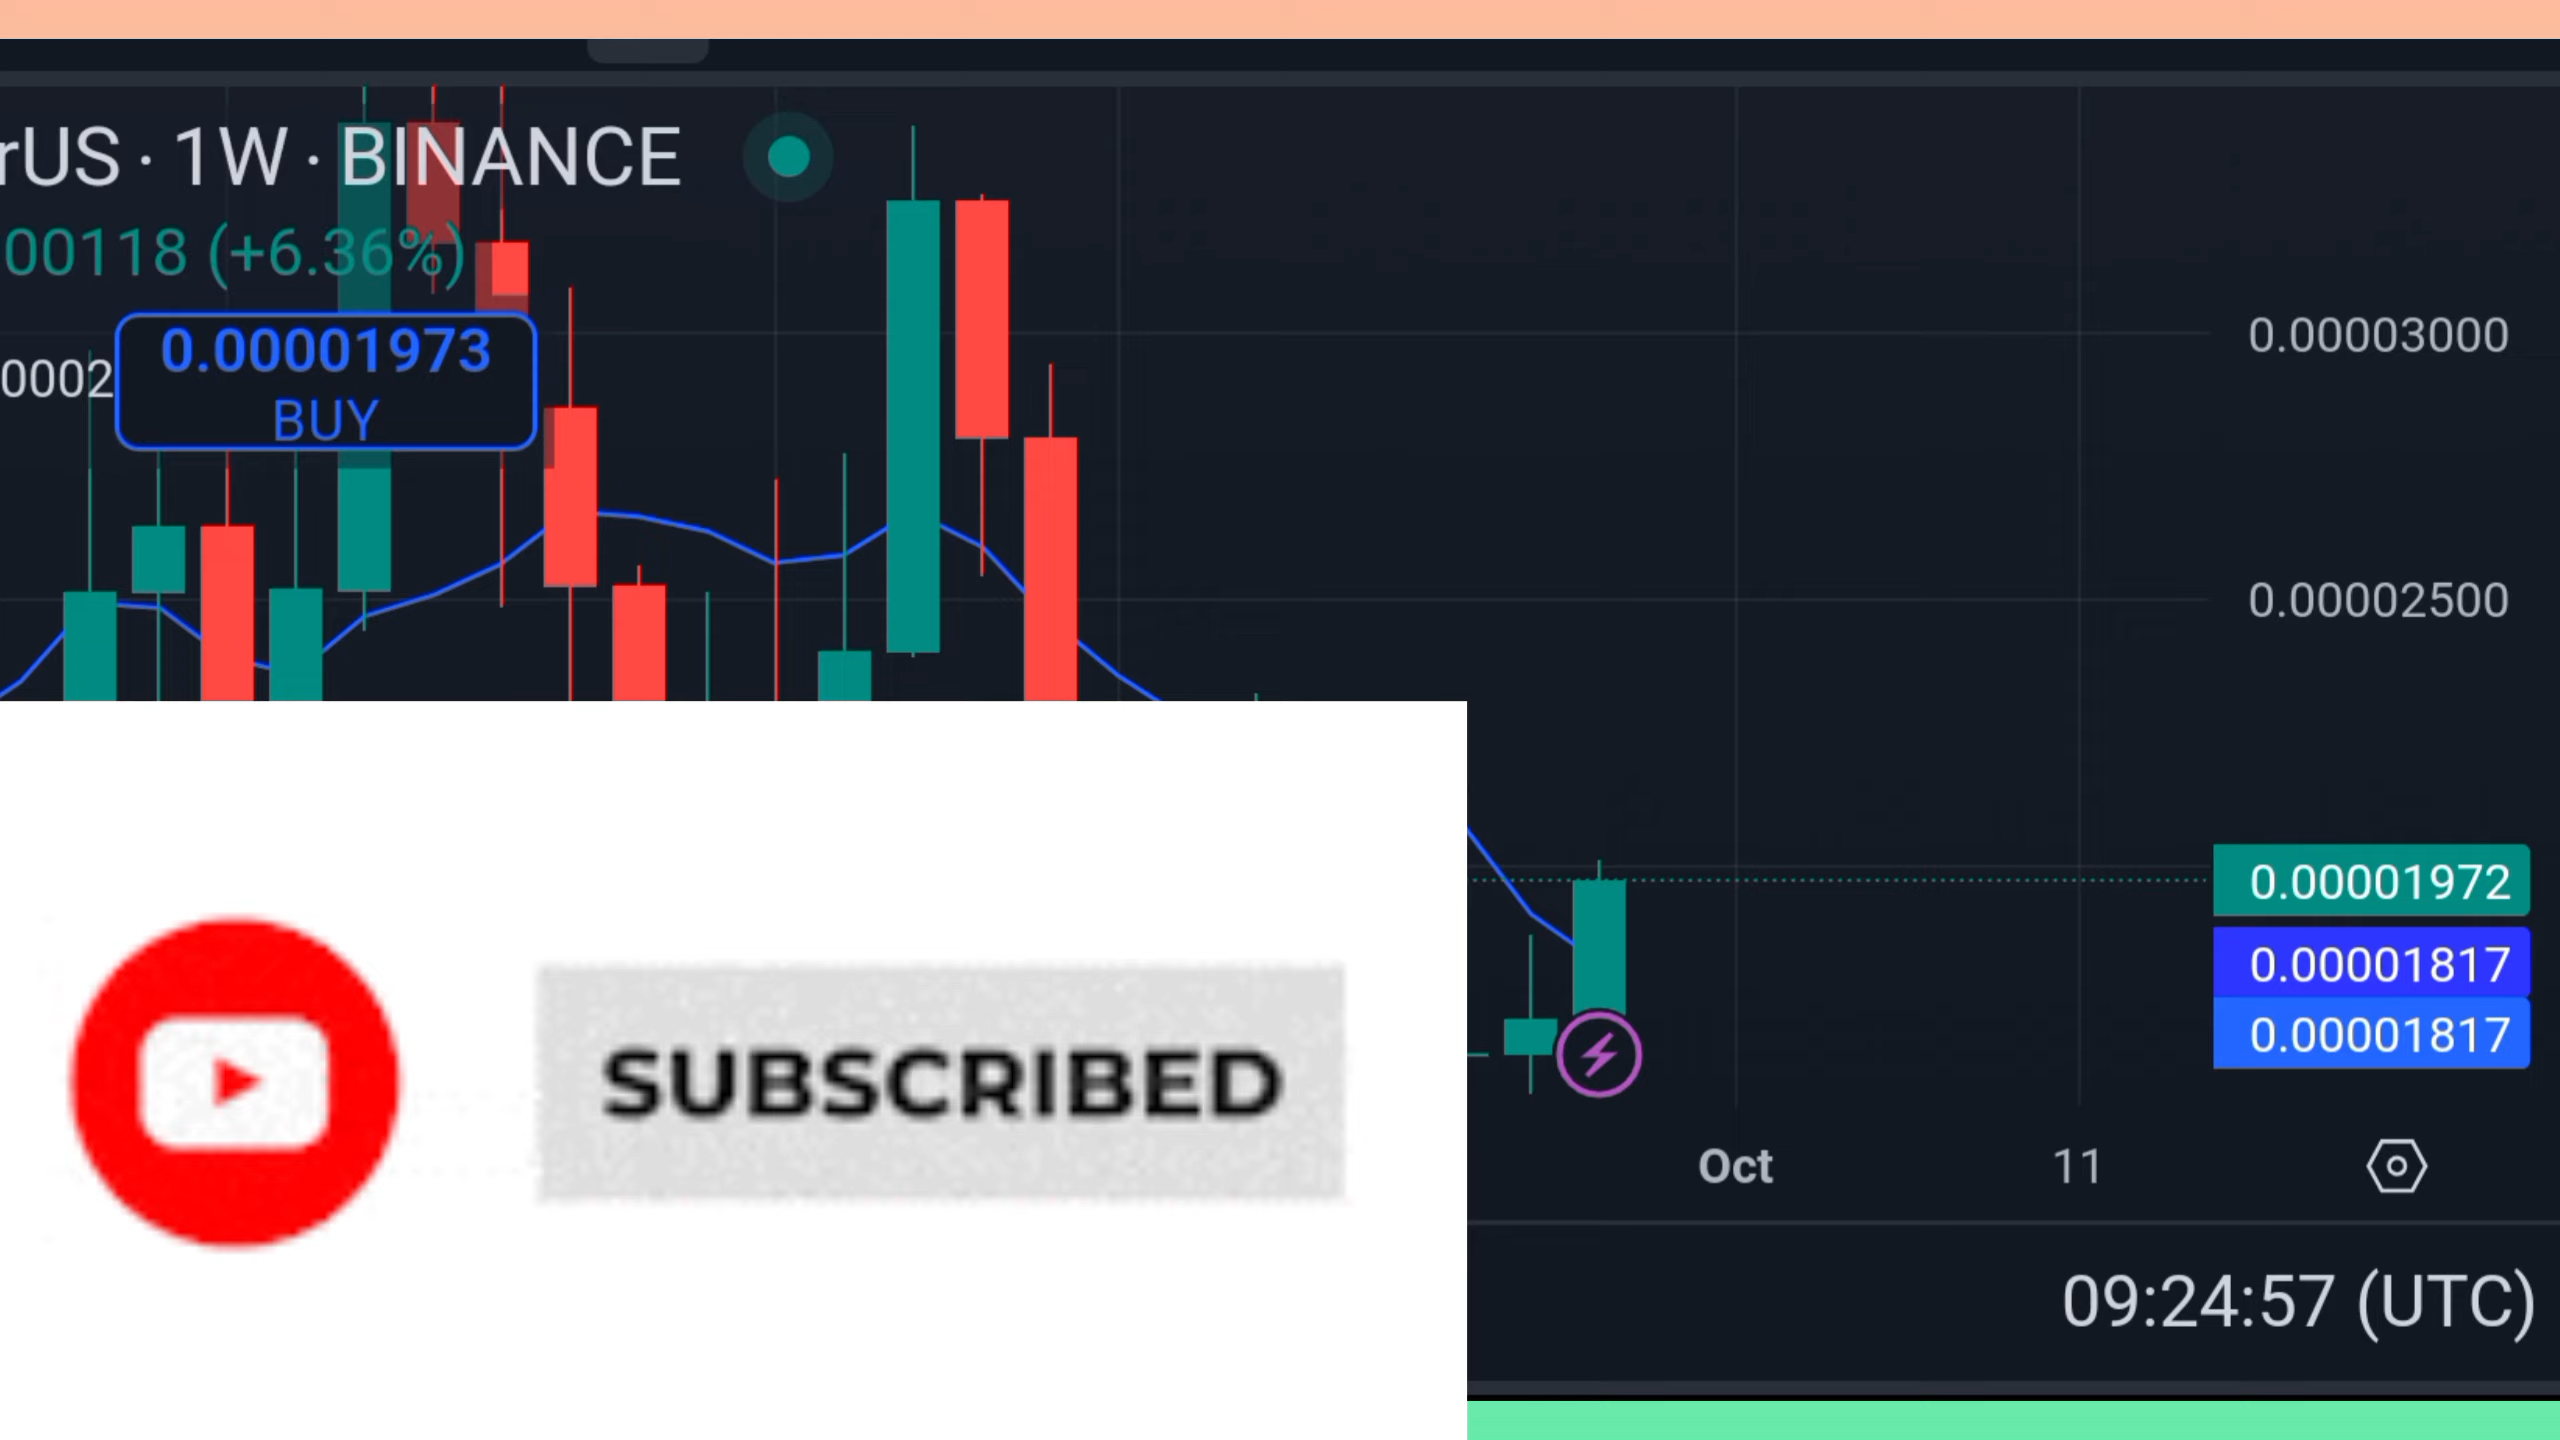 rUS · 1W · BINANCE
00118 (+6.36%)
0.00001973
BUY
0002
0.00003000
0.00002500
0.00001972
0.00001817
0.00001817
SUBSCRIBED
Oct
11
09:24:57 (UTC)